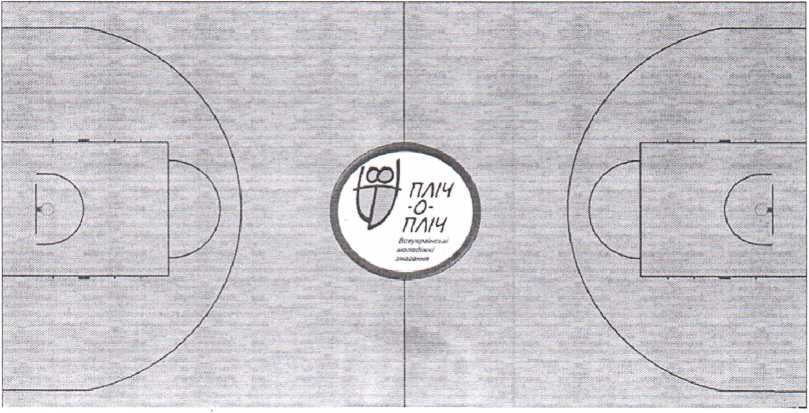 ПЛІЧ
-О-
ПЛІЧ
Всеукраїнські
молодіжні
змагання